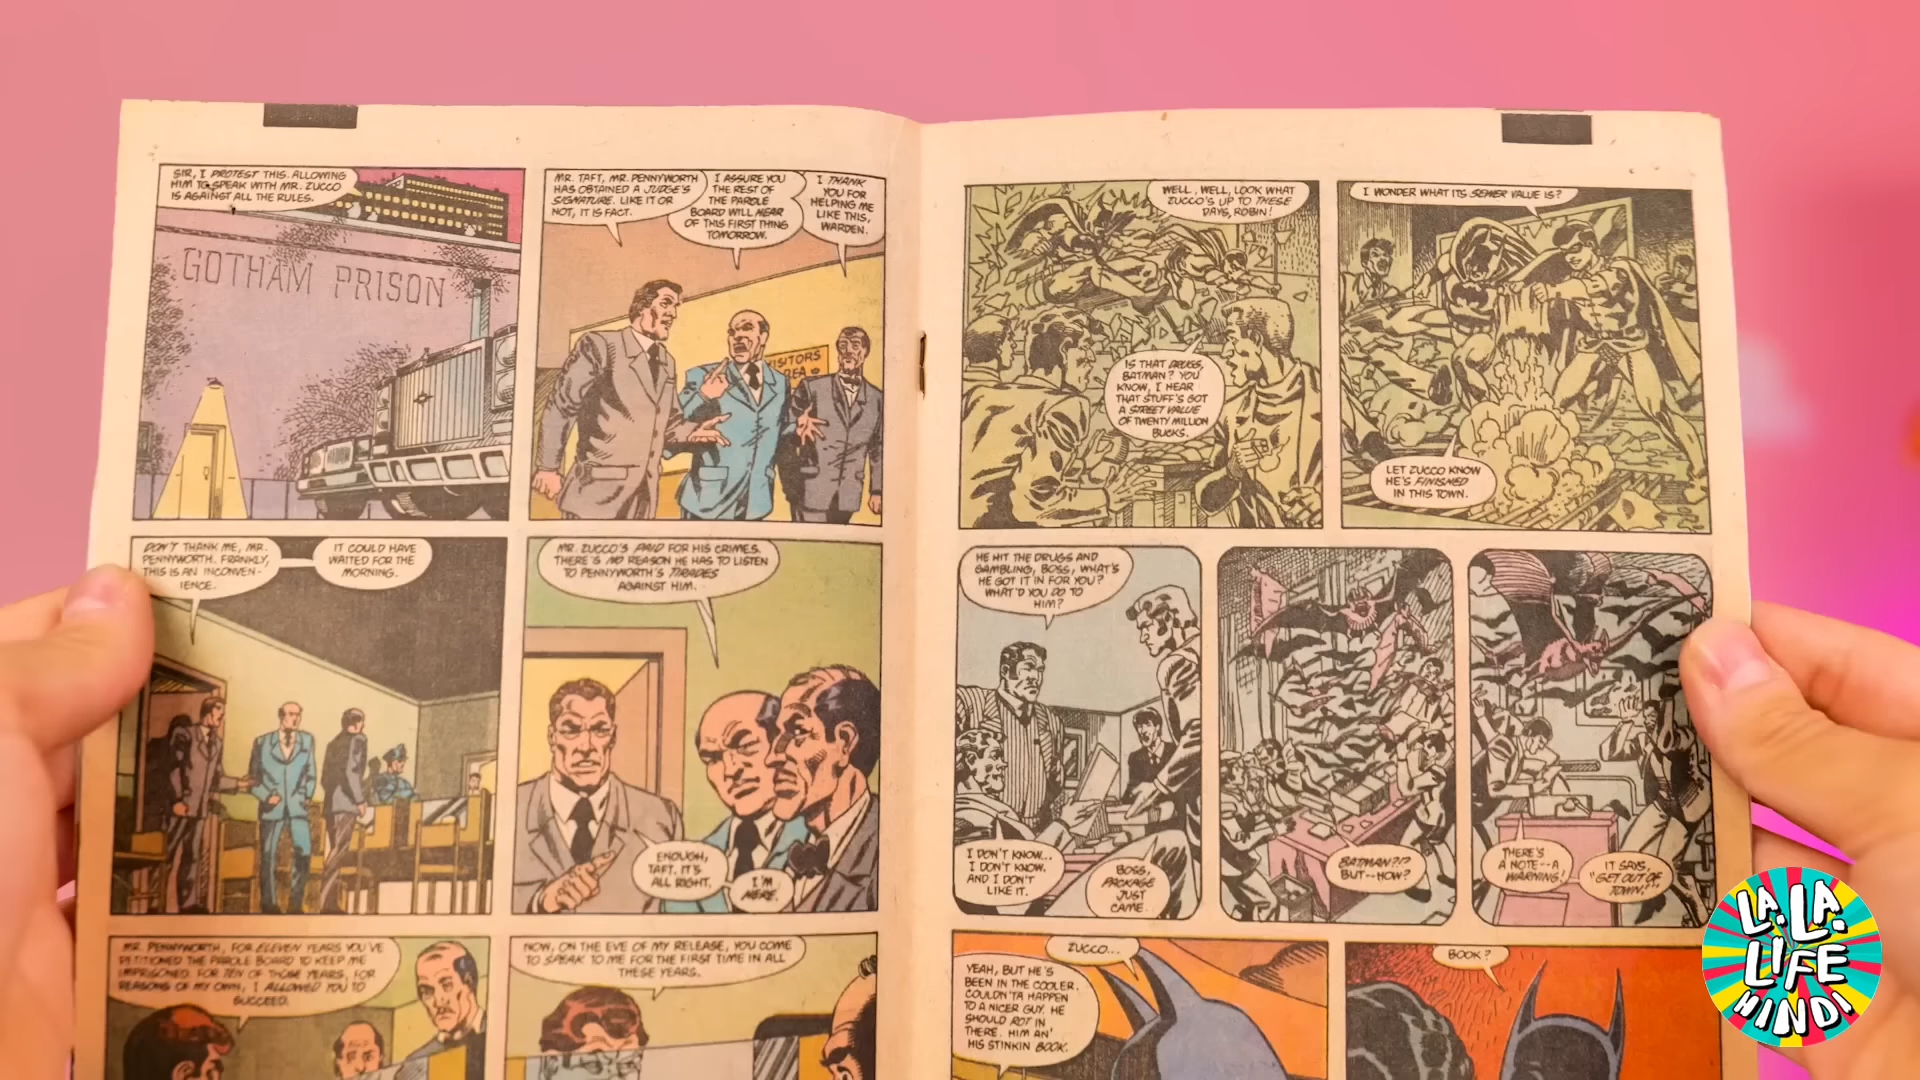 SIR, I PROTEST THIS. ALLOWING
HIM TO SPEAK WITH MR. ZUCCO
IS AGAINST ALL THE RULES.
GOTHAM PRISON
MR. TAFT, MR. PENNYWORTH
HAS OBTAINED A JUDGE'S
SIGNATURE. LIKE IT OR
NOT, IT IS FACT.
I ASSURE YOU
THE REST OF
THE PAROLE
BOARD WILL HEAR
OF THIS FIRST THING
TOMORROW.
I THANK
YOU FOR
HELPING ME
LIKE THIS,
WARDEN.
VISITORS
AREA
DON'T THANK ME, MR.
PENNYWORTH. FRANKLY,
THIS IS AN INCONVEN-
IENCE.
IT COULD HAVE
WAITED FOR THE
MORNING.
MR. ZUCCO'S PAID FOR HIS CRIMES.
THERE'S NO REASON HE HAS TO LISTEN
TO PENNYWORTH'S TIRADES
AGAINST HIM.
ENOUGH,
TAFT. IT'S
ALL RIGHT.
I'M
HERE.
MR. PENNYWORTH, FOR ELEVEN YEARS YOU'VE
PETITIONED THE PAROLE BOARD TO KEEP ME
IMPRISONED. FOR TEN OF THOSE YEARS, FOR
REASONS OF MY OWN, I ALLOWED YOU TO
SUCCEED.
NOW, ON THE EVE OF MY RELEASE, YOU COME
TO SPEAK TO ME FOR THE FIRST TIME IN ALL
THESE YEARS.
WELL, WELL, LOOK WHAT
ZUCCO'S UP TO THESE
DAYS, ROBIN!
IS THAT DRUGS,
BATMAN? YOU
KNOW, I HEAR
THAT STUFF'S GOT
A STREET VALUE
OF TWENTY MILLION
BUCKS.
I WONDER WHAT ITS SEWER VALUE IS?
LET ZUCCO KNOW
HE'S FINISHED
IN THIS TOWN.
HE HIT THE DRUGS AND
GAMBLING, BOSS, WHAT'S
HE GOT IT IN FOR YOU?
WHAT'D YOU DO TO
HIM?
I DON'T KNOW...
I DON'T KNOW.
AND I DON'T
LIKE IT.
BOSS,
PACKAGE
JUST
CAME.
BATMAN?!?
BUT--HOW?
THERE'S
A NOTE--A
WARNING!
IT SAYS,
"GET OUT OF
TOWN!"
ZUCCO...
YEAH, BUT HE'S
BEEN IN THE COOLER.
COULDN'TA HAPPEN
TO A NICER GUY. HE
SHOULD ROT IN
THERE. HIM AN'
HIS STINKIN BOOK.
BOOK?
LA.LA.
LIFE
HINDI